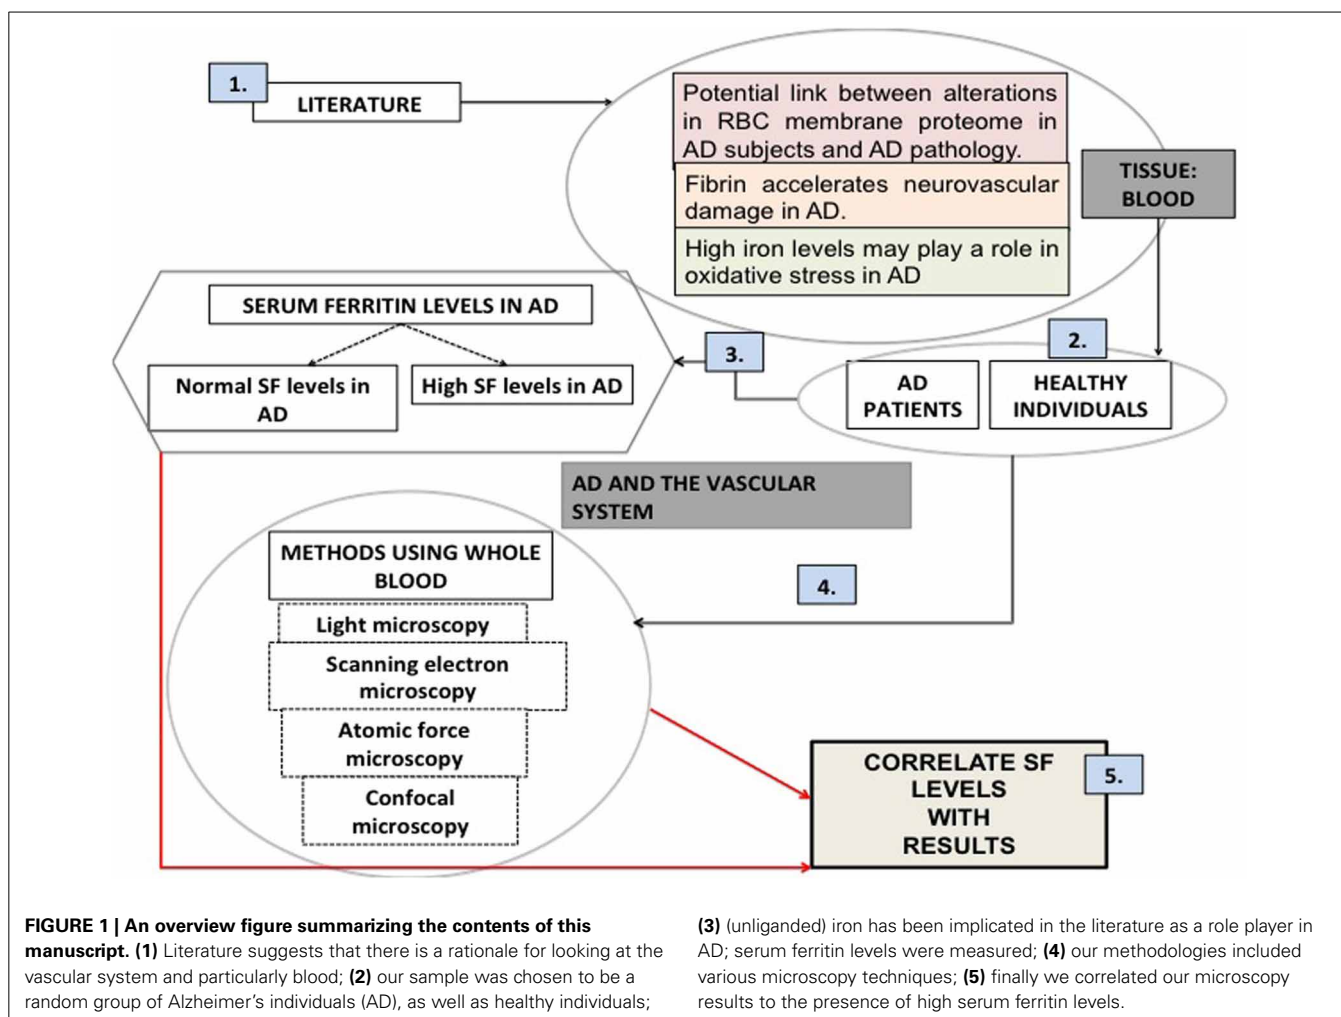 1.
LITERATURE
Potential link between alterations
in RBC membrane proteome in
AD subjects and AD pathology.
Fibrin accelerates neurovascular
damage in AD.
High iron levels may play a role in
oxidative stress in AD
TISSUE:
BLOOD
SERUM FERRITIN LEVELS IN AD
Normal SF levels in
AD
High SF levels in AD
3.
2.
AD
PATIENTS
HEALTHY
INDIVIDUALS
AD AND THE VASCULAR
SYSTEM
METHODS USING WHOLE
BLOOD
Light microscopy
Scanning electron
microscopy
Atomic force
microscopy
Confocal
microscopy
4.
CORRELATE SF
LEVELS
WITH
RESULTS
5.
FIGURE 1 | An overview figure summarizing the contents of this
manuscript. (1) Literature suggests that there is a rationale for looking at the
vascular system and particularly blood; (2) our sample was chosen to be a
random group of Alzheimer's individuals (AD), as well as healthy individuals;
(3) (unliganded) iron has been implicated in the literature as a role player in
AD; serum ferritin levels were measured; (4) our methodologies included
various microscopy techniques; (5) finally we correlated our microscopy
results to the presence of high serum ferritin levels.